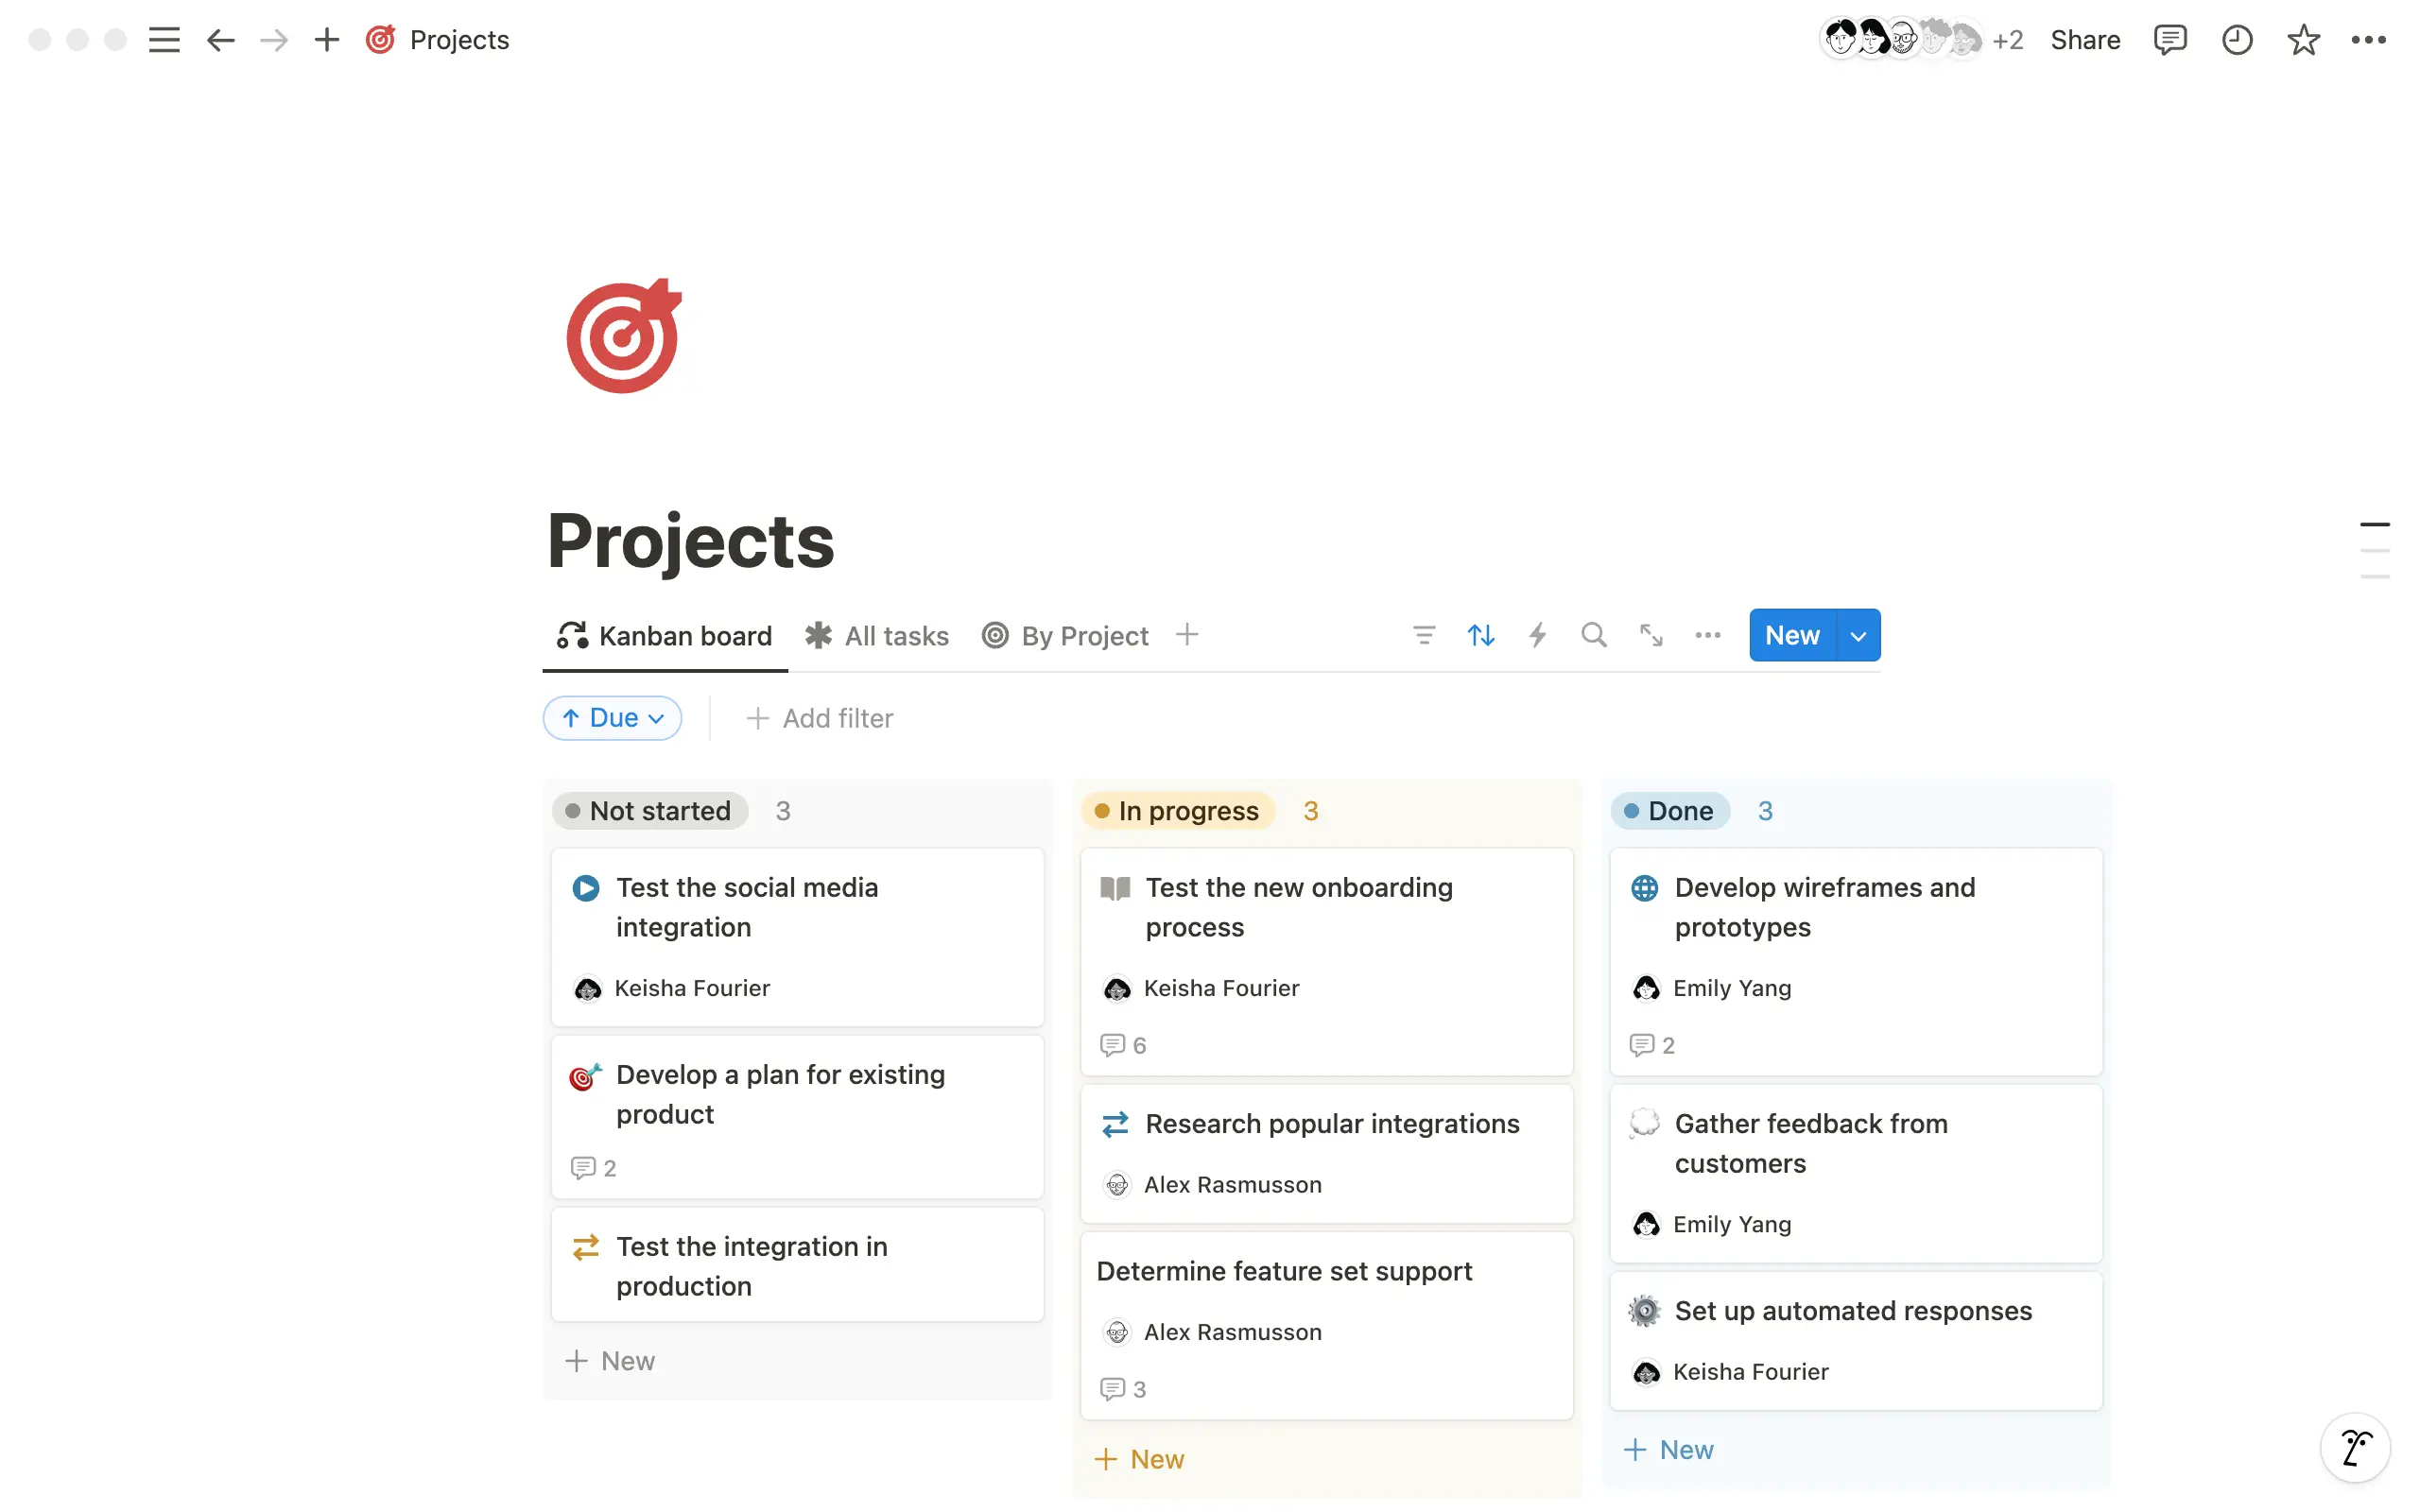 Projects
+2
Share
Projects
Kanban board
All tasks
By Project
New
Due
Add filter
Not started 3
Test the social media
integration
Keisha Fourier
Develop a plan for existing
product
2
Test the integration in
production
New
In progress 3
Test the new onboarding
process
Keisha Fourier
6
Research popular integrations
Alex Rasmusson
Determine feature set support
Alex Rasmusson
3
New
Done 3
Develop wireframes and
prototypes
Emily Yang
2
Gather feedback from
customers
Emily Yang
Set up automated responses
Keisha Fourier
New